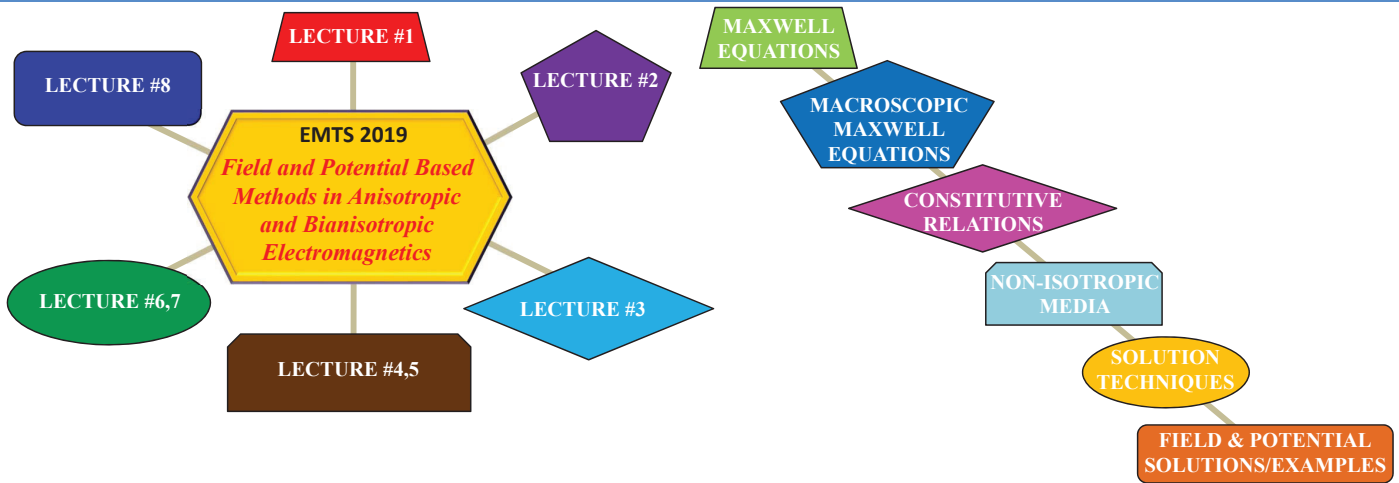 LECTURE #1
LECTURE #2
LECTURE #8
EMTS 2019
Field and Potential Based
Methods in Anisotropic
and Bianisotropic
Electromagnetics
LECTURE #6,7
LECTURE #3
LECTURE #4,5
MAXWELL
EQUATIONS
MACROSCOPIC
MAXWELL
EQUATIONS
CONSTITUTIVE
RELATIONS
NON-ISOTROPIC
MEDIA
SOLUTION
TECHNIQUES
FIELD & POTENTIAL
SOLUTIONS/EXAMPLES